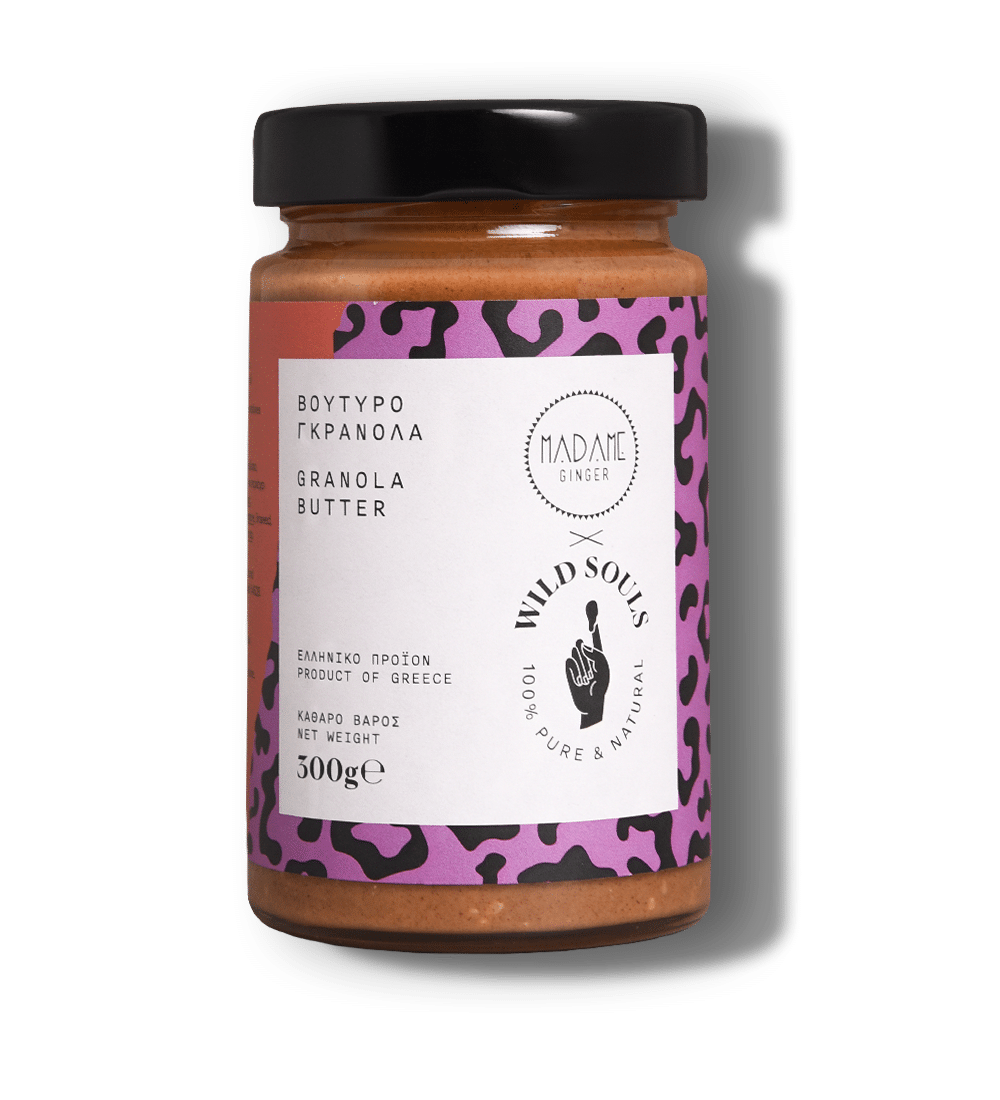 ΒΟΥΤΥΡΟ
ΓΚΡΑΝΟΛΑ
GRANOLA
BUTTER
ΕΛΛΗΝΙΚΟ ΠΡΟΪΟΝ
PRODUCT OF GREECE
ΚΑΘΑΡΟ ΒΑΡΟΣ
NET WEIGHT
300g℮
MADAME
GINGER
X
WILD SOULS
100% PURE & NATURAL